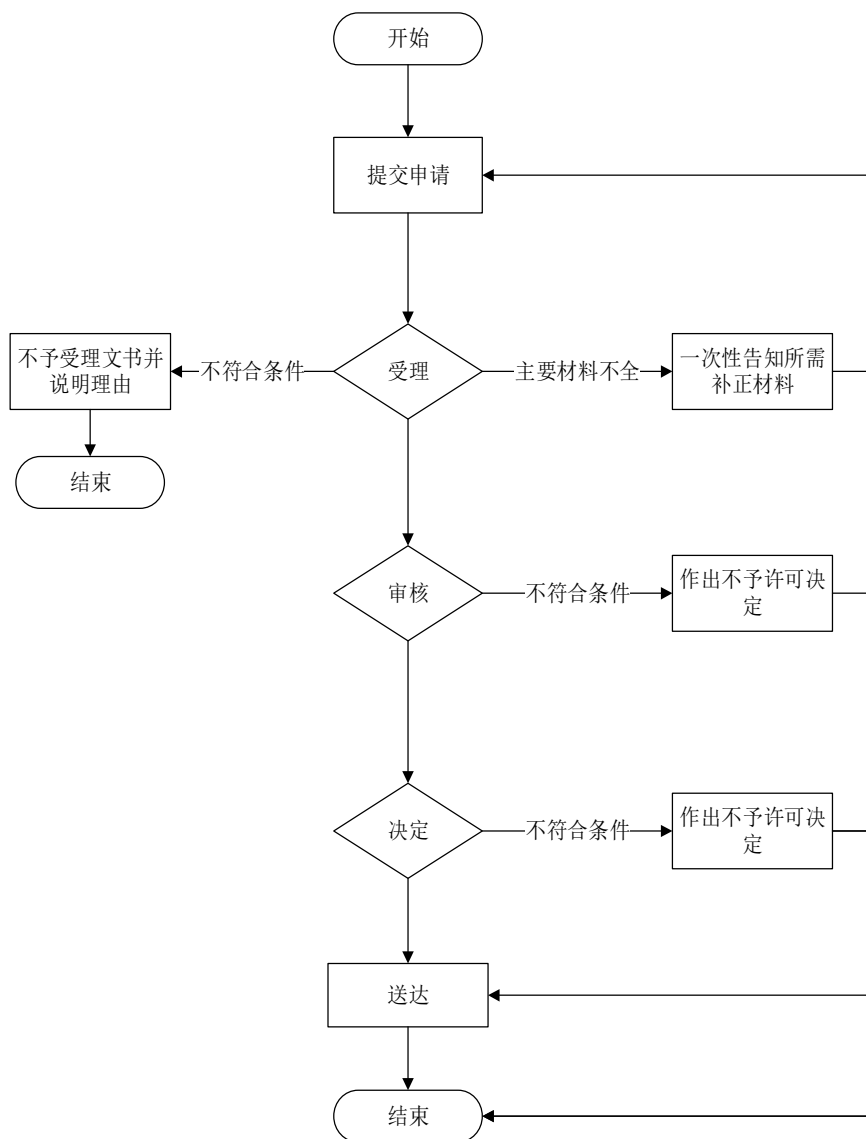 开始
提交申请
不予受理文书并
说明理由
不符合条件
受理
主要材料不全
一次性告知所需
补正材料
结束
审核
不符合条件
作出不予许可决
定
决定
不符合条件
作出不予许可决
定
送达
结束